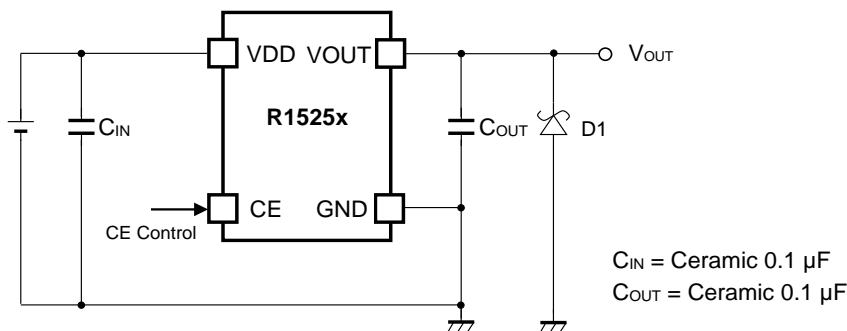 VDD VOUT
VOUT
R1525x
CIN
COUT
D1
CE GND
CE Control
CIN = Ceramic 0.1 µF
COUT = Ceramic 0.1 µF